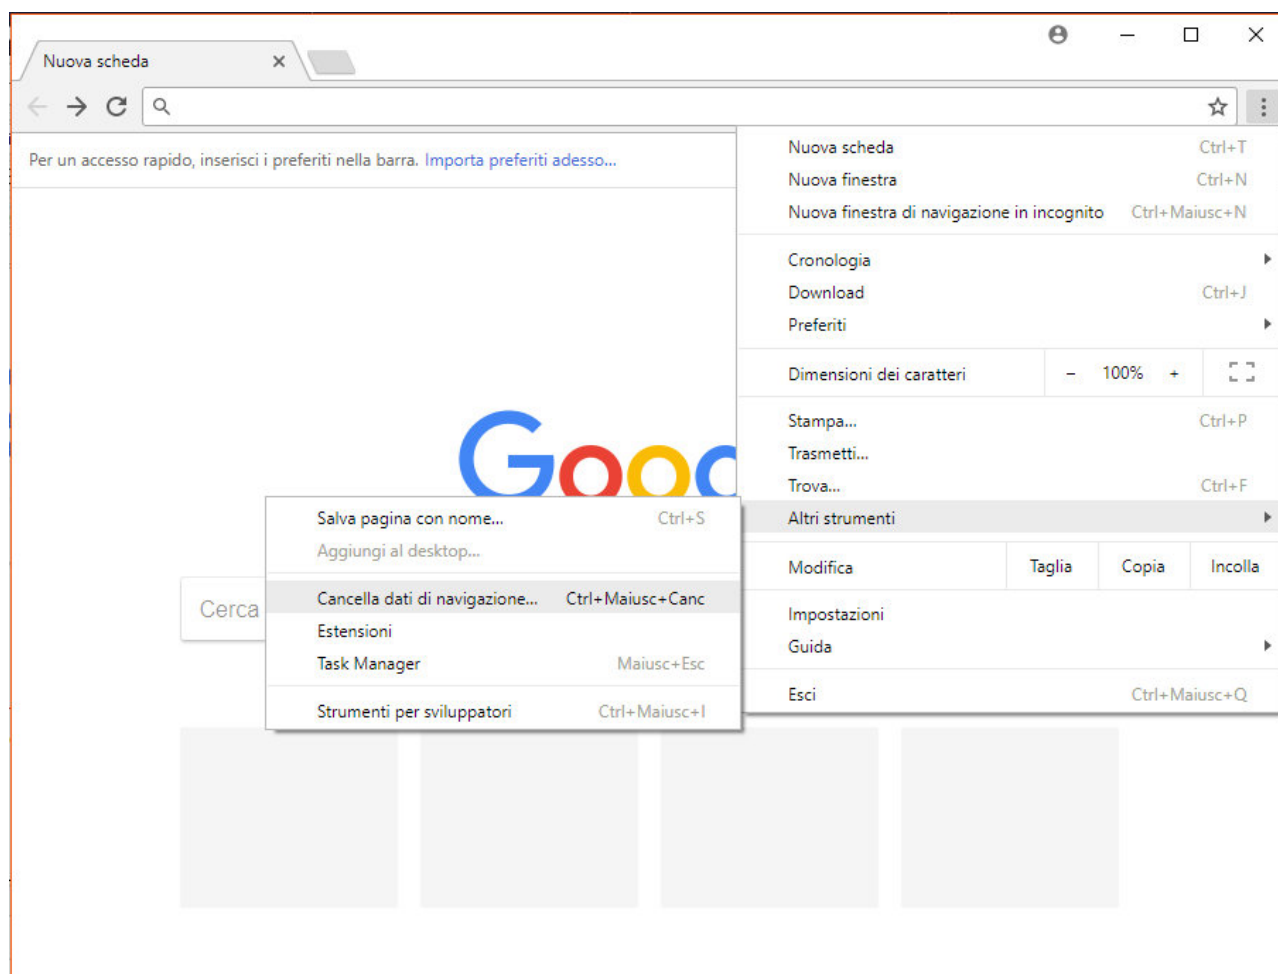 Nuova scheda
Per un accesso rapido, inserisci i preferiti nella barra. Importa preferiti adesso...
Nuova scheda Ctrl+T
Nuova finestra Ctrl+N
Nuova finestra di navigazione in incognito Ctrl+Maiusc+N
Cronologia
Download Ctrl+J
Preferiti
Dimensioni dei caratteri − 100% +
Stampa... Ctrl+P
Trasmetti...
Trova... Ctrl+F
Altri strumenti
Modifica Taglia Copia Incolla
Impostazioni
Guida
Esci Ctrl+Maiusc+Q
Goo
Salva pagina con nome... Ctrl+S
Aggiungi al desktop...
Cancella dati di navigazione... Ctrl+Maiusc+Canc
Estensioni
Task Manager Maiusc+Esc
Strumenti per sviluppatori Ctrl+Maiusc+I
Cerca